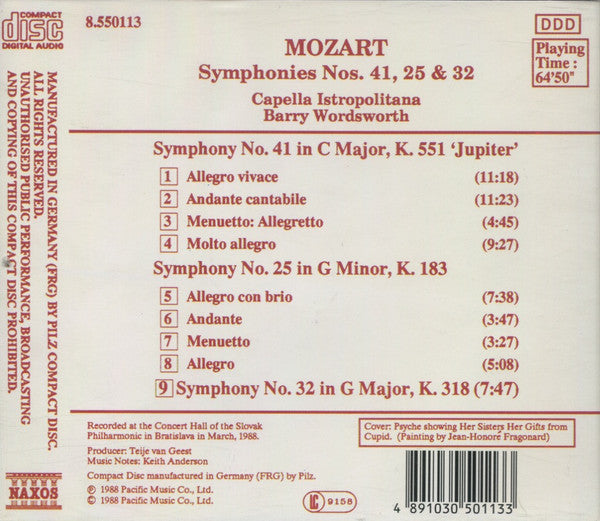 COMPACT
disc
DIGITAL AUDIO
8.550113
DDD
MOZART
Symphonies Nos. 41, 25 & 32
Capella Istropolitana
Barry Wordsworth
Playing
Time :
64'50"
Symphony No. 41 in C Major, K. 551 'Jupiter'
1 Allegro vivace (11:18)
2 Andante cantabile (11:23)
3 Menuetto: Allegretto (4:45)
4 Molto allegro (9:27)
Symphony No. 25 in G Minor, K. 183
5 Allegro con brio (7:38)
6 Andante (3:47)
7 Menuetto (3:27)
8 Allegro (5:08)
9 Symphony No. 32 in G Major, K. 318 (7:47)
MANUFACTURED IN GERMANY (FRG) BY PILZ COMPACT DISC.
ALL RIGHTS RESERVED.
UNAUTHORISED PUBLIC PERFORMANCE, BROADCASTING
AND COPYING OF THIS COMPACT DISC PROHIBITED.
Recorded at the Concert Hall of the Slovak
Philharmonic in Bratislava in March, 1988.
Producer: Teije van Geest
Music Notes: Keith Anderson
Compact Disc manufactured in Germany (FRG) by Pilz.
℗ 1988 Pacific Music Co., Ltd.
© 1988 Pacific Music Co., Ltd.
Cover: Psyche showing Her Sisters Her Gifts from
Cupid. (Painting by Jean-Honoré Fragonard)
LC 9158
4 891030 501133
NAXOS